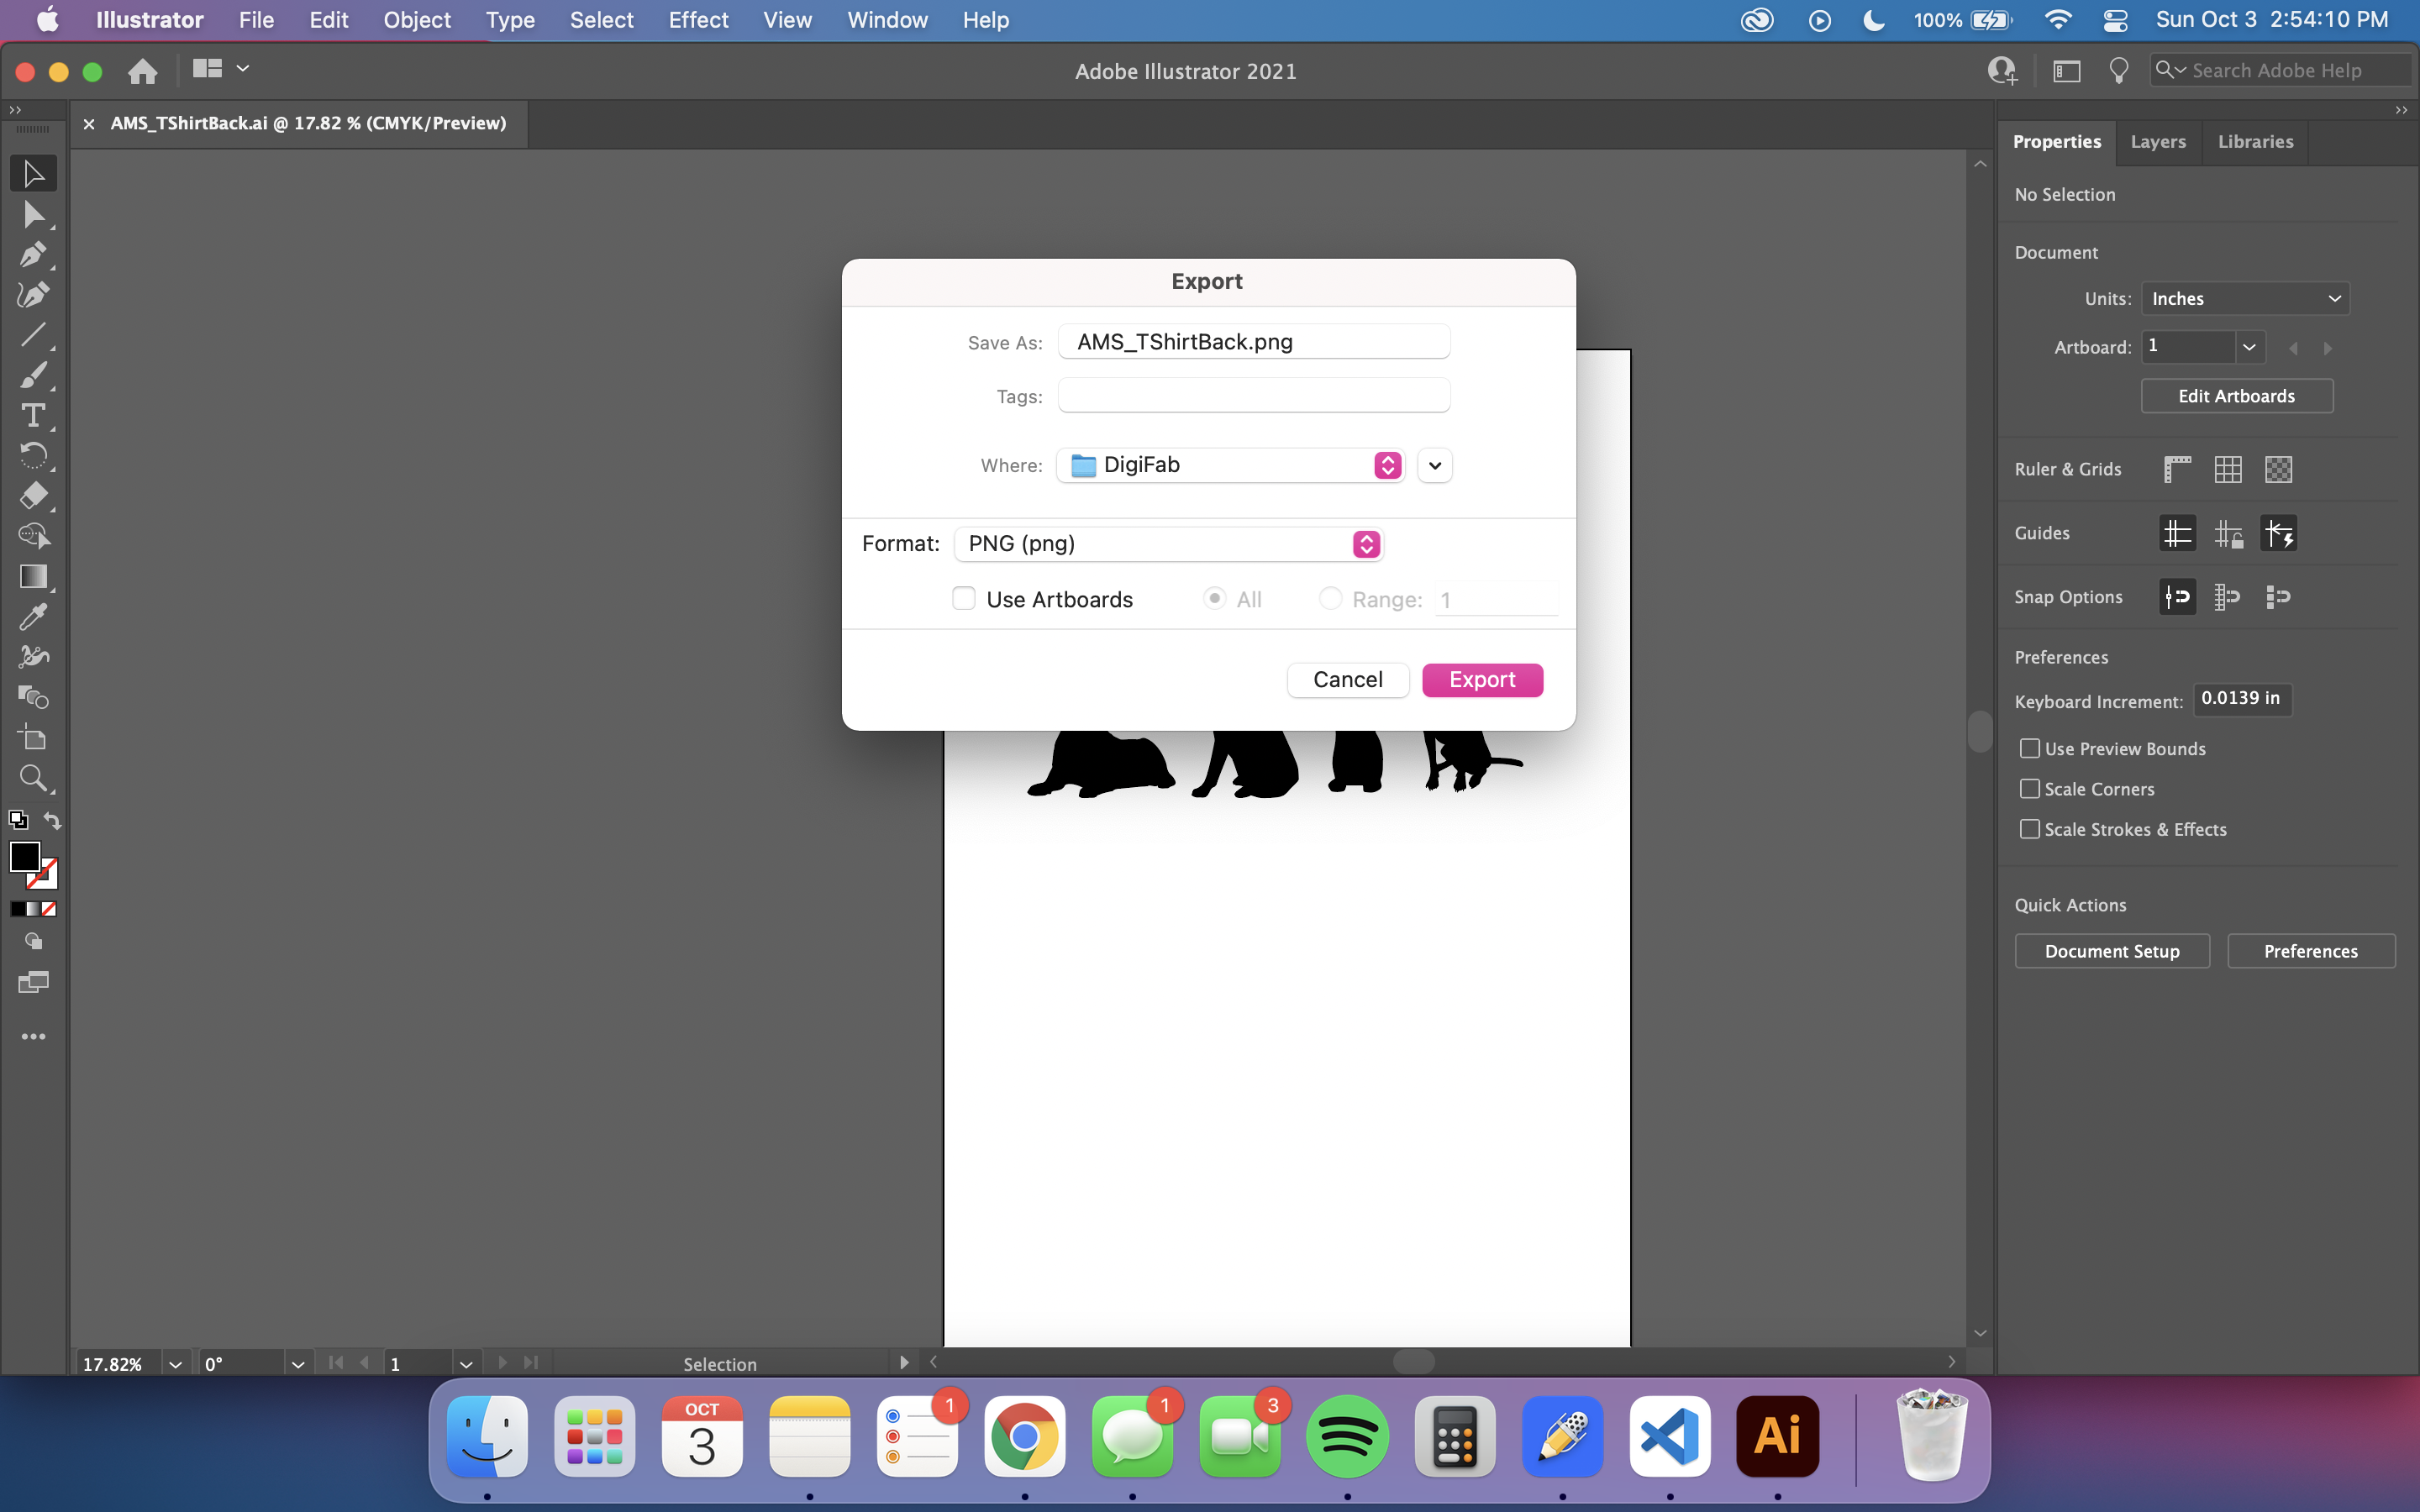 Illustrator File Edit Object Type Select Effect View Window Help 100% Sun Oct 3 2:54:10 PM
Adobe Illustrator 2021
Search Adobe Help
AMS_TShirtBack.ai @ 17.82 % (CMYK/Preview)
Properties Layers Libraries
No Selection
Document
Units: Inches
Artboard: 1
Edit Artboards
Ruler & Grids
Guides
Snap Options
Preferences
Keyboard Increment: 0.0139 in
Use Preview Bounds
Scale Corners
Scale Strokes & Effects
Quick Actions
Document Setup Preferences
Export
Save As: AMS_TShirtBack.png
Tags:
Where: DigiFab
Format: PNG (png)
Use Artboards All Range: 1
Cancel Export
17.82% 0° 1 Selection
OCT
3
1
1
3
Ai